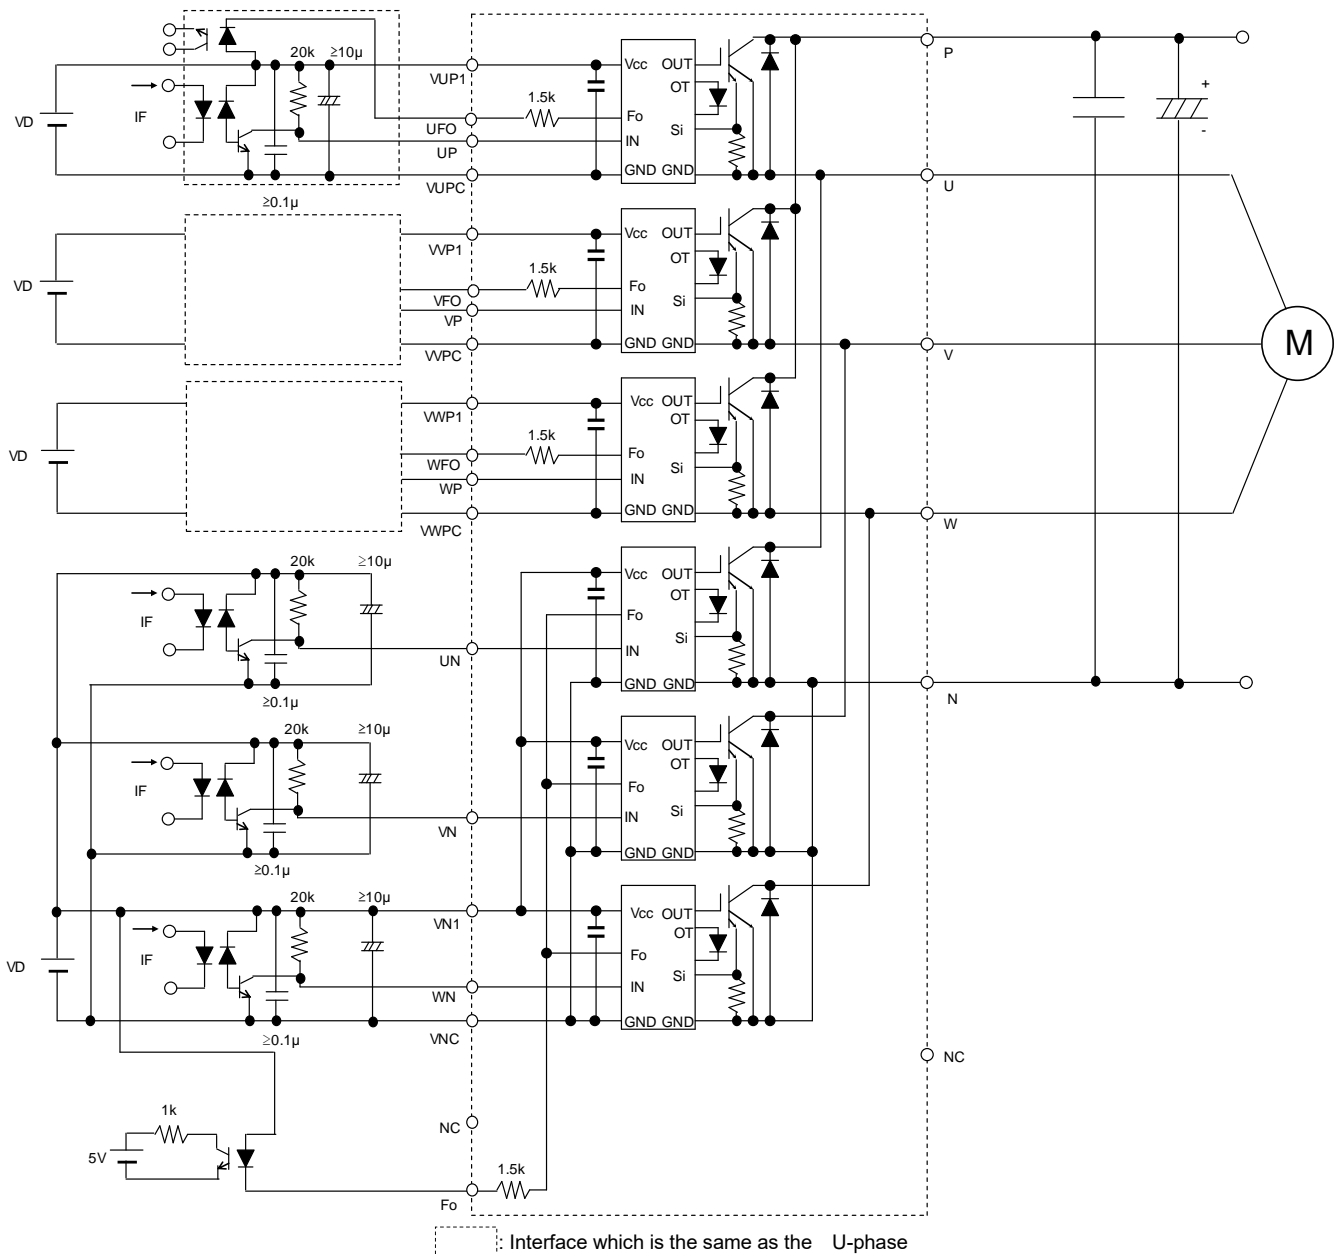 20k
≥10µ
VUP1
Vcc
OUT
P
OT
+
-
1.5k
VD
IF
Fo
UFO
Si
IN
UP
GND
GND
VUPC
U
≥0.1µ
VVP1
Vcc
OUT
OT
1.5k
VD
Fo
VFO
Si
IN
VP
GND
GND
VVPC
V
M
VWP1
Vcc
OUT
OT
1.5k
VD
Fo
WFO
Si
IN
WP
GND
GND
VWPC
W
20k
≥10µ
Vcc
OUT
OT
IF
Fo
Si
UN
IN
GND
GND
N
≥0.1µ
20k
≥10µ
Vcc
OUT
OT
IF
Fo
Si
VN
IN
GND
GND
≥0.1µ
20k
≥10µ
VN1
Vcc
OUT
OT
VD
IF
Fo
Si
WN
IN
GND
GND
VNC
≥0.1µ
NC
1k
NC
5V
1.5k
Fo
: Interface which is the same as the U-phase